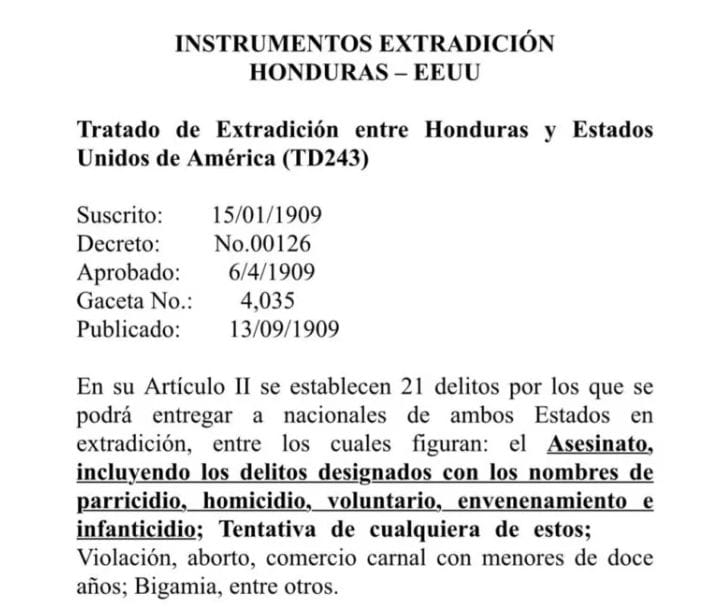 INSTRUMENTOS EXTRADICIÓN
HONDURAS – EEUU
Tratado de Extradición entre Honduras y Estados
Unidos de América (TD243)
Suscrito: 15/01/1909
Decreto: No.00126
Aprobado: 6/4/1909
Gaceta No.: 4,035
Publicado: 13/09/1909
En su Artículo II se establecen 21 delitos por los que se
podrá entregar a nacionales de ambos Estados en
extradición, entre los cuales figuran: el Asesinato,
incluyendo los delitos designados con los nombres de
parricidio, homicidio, voluntario, envenenamiento e
infanticidio; Tentativa de cualquiera de estos;
Violación, aborto, comercio carnal con menores de doce
años; Bigamia, entre otros.